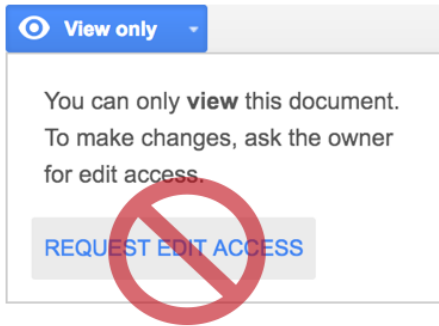 View only
You can only view this document.
To make changes, ask the owner
for edit access.
REQUEST EDIT ACCESS